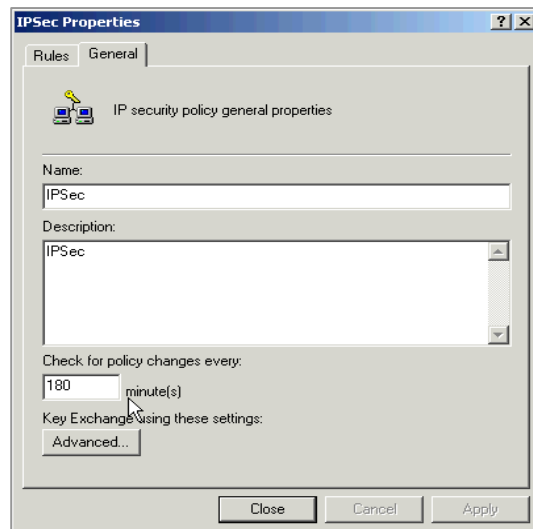 IPSec Properties
Rules General
IP security policy general properties
Name:
IPSec
Description:
IPSec
Check for policy changes every:
180 minute(s)
Key Exchange using these settings:
Advanced...
Close Cancel Apply